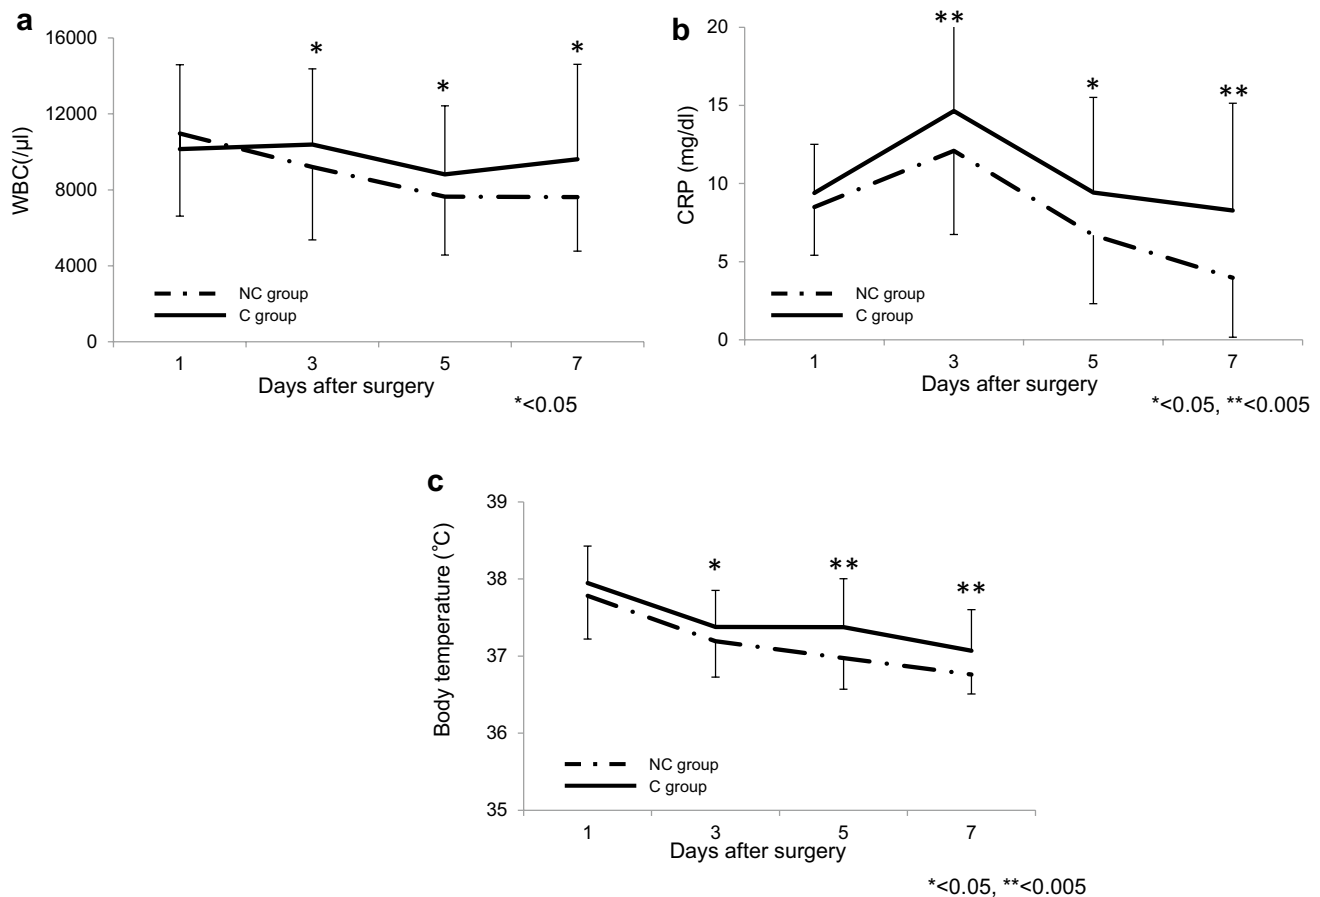 a
WBC(/μl)
16000
12000
8000
4000
0
*
*
*
NC group
C group
1 3 5 7
Days after surgery
*<0.05
b
CRP (mg/dl)
20
15
10
5
0
**
*
**
NC group
C group
1 3 5 7
Days after surgery
*<0.05, **<0.005
c
Body temperature (℃)
39
38
37
36
35
*
**
**
NC group
C group
1 3 5 7
Days after surgery
*<0.05, **<0.005